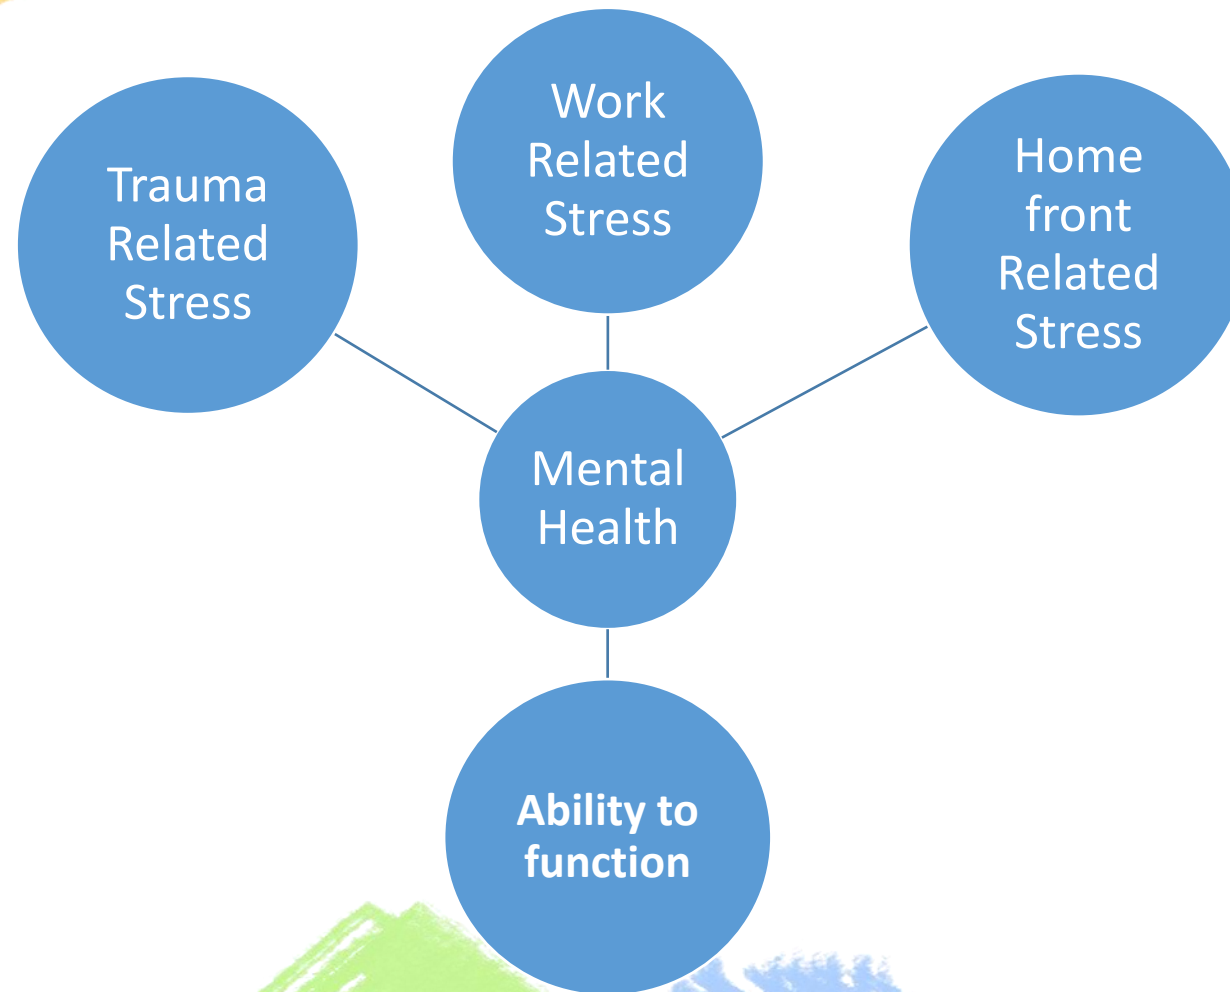 Trauma
Related
Stress
Work
Related
Stress
Home
front
Related
Stress
Mental
Health
Ability to
function